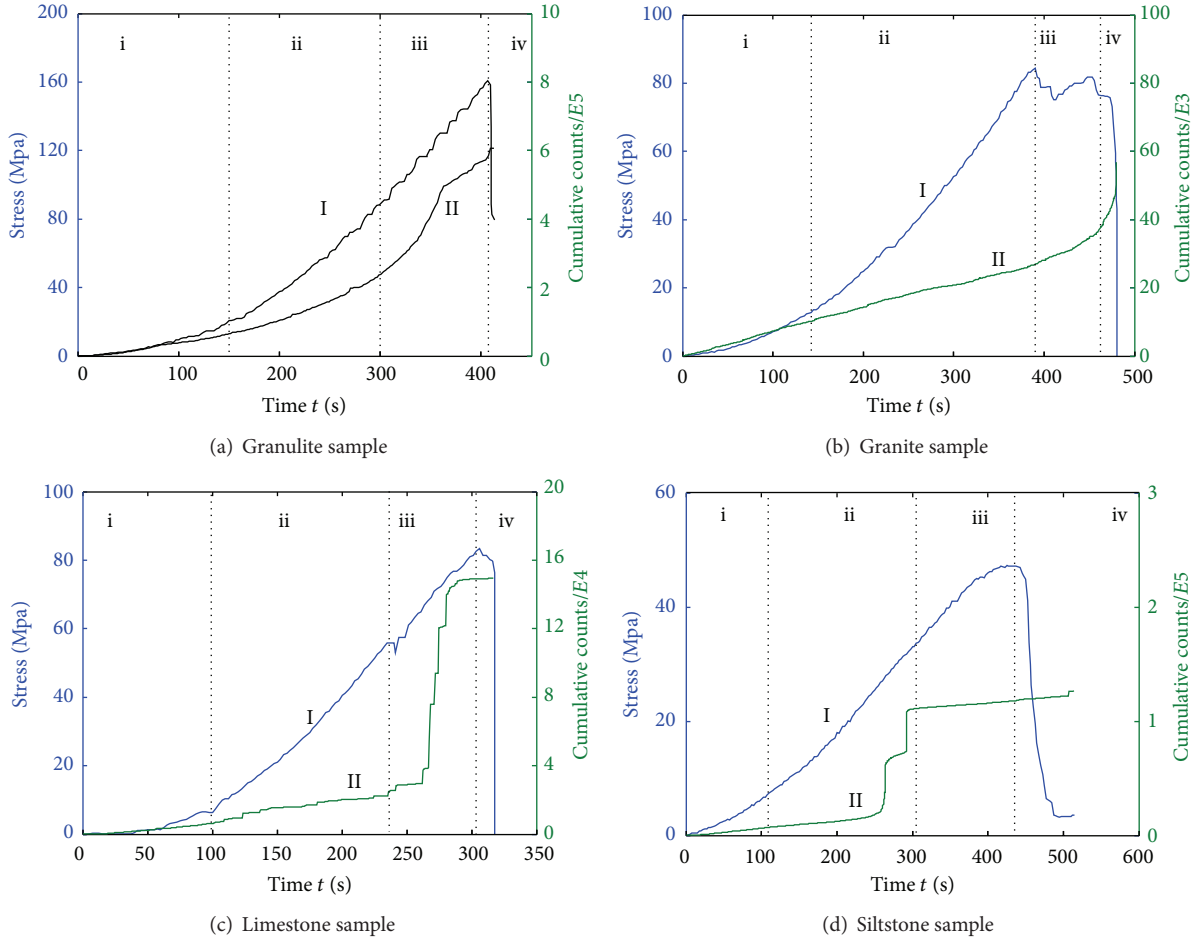 200
160
120
80
40
0
Stress (Mpa)
10
8
6
4
2
0
Cumulative counts/E5
i
ii
iii
iv
I
II
0
100
200
300
400
Time t (s)
(a) Granulite sample
100
80
60
40
20
0
Stress (Mpa)
100
80
60
40
20
0
Cumulative counts/E3
i
ii
iii
iv
I
II
0
100
200
300
400
500
Time t (s)
(b) Granite sample
100
80
60
40
20
0
Stress (Mpa)
20
16
12
8
4
0
Cumulative counts/E4
i
ii
iii
iv
I
II
0
50
100
150
200
250
300
350
Time t (s)
(c) Limestone sample
60
40
20
0
Stress (Mpa)
3
2
1
0
Cumulative counts/E5
i
ii
iii
iv
I
II
0
100
200
300
400
500
600
Time t (s)
(d) Siltstone sample